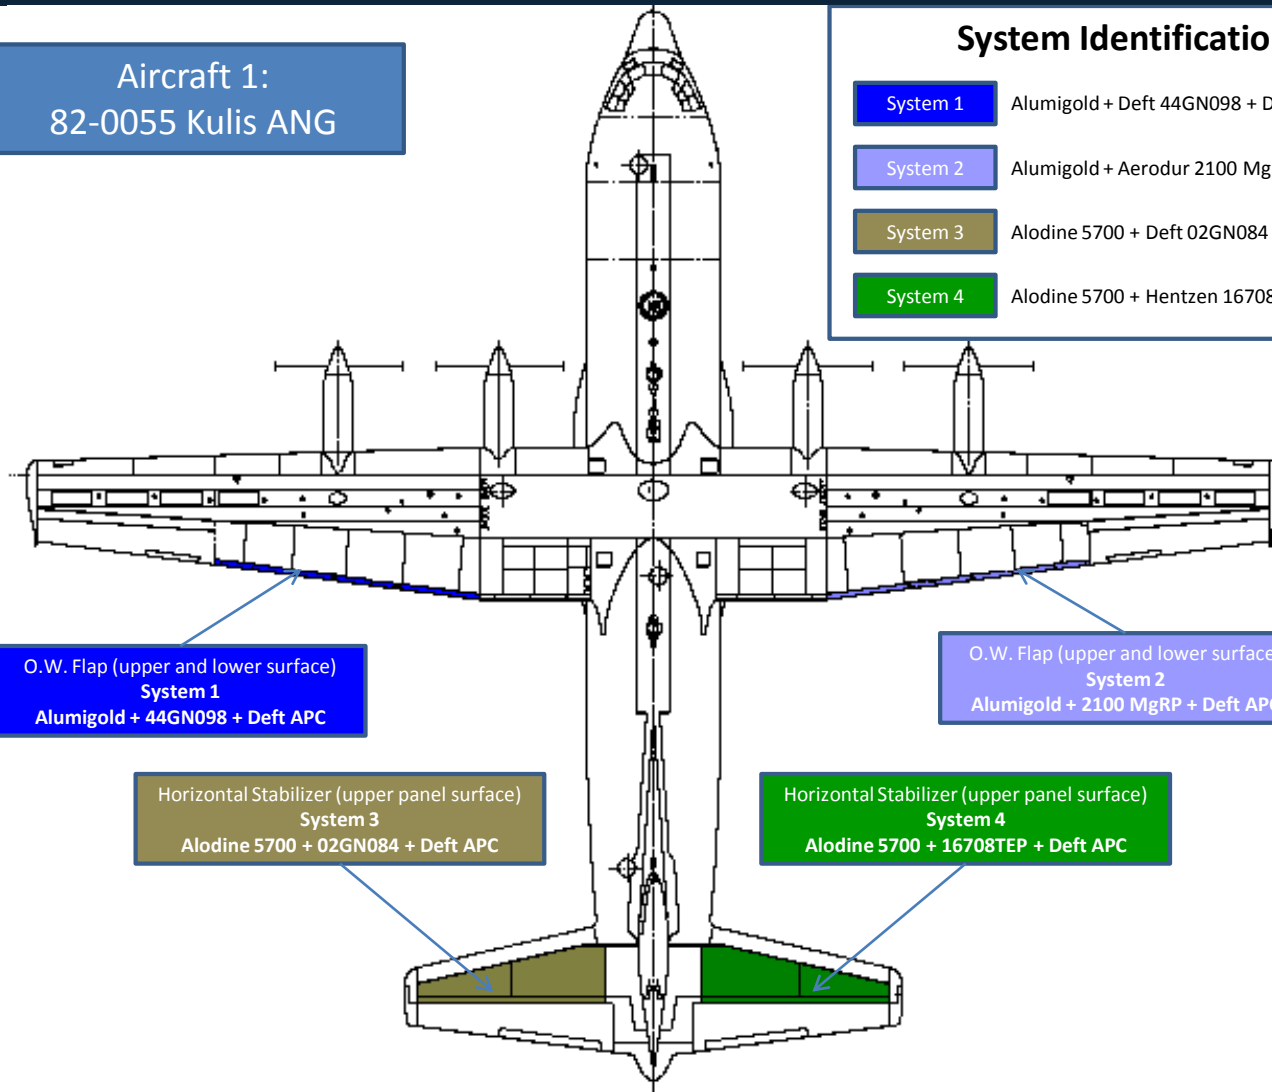 Aircraft 1:
82-0055 Kulis ANG
System Identificatio
System 1
Alumigold + Deft 44GN098 + D
System 2
Alumigold + Aerodur 2100 Mg
System 3
Alodine 5700 + Deft 02GN084
System 4
Alodine 5700 + Hentzen 16708
O.W. Flap (upper and lower surface)
System 1
Alumigold + 44GN098 + Deft APC
O.W. Flap (upper and lower surface
System 2
Alumigold + 2100 MgRP + Deft APC
Horizontal Stabilizer (upper panel surface)
System 3
Alodine 5700 + 02GN084 + Deft APC
Horizontal Stabilizer (upper panel surface)
System 4
Alodine 5700 + 16708TEP + Deft APC